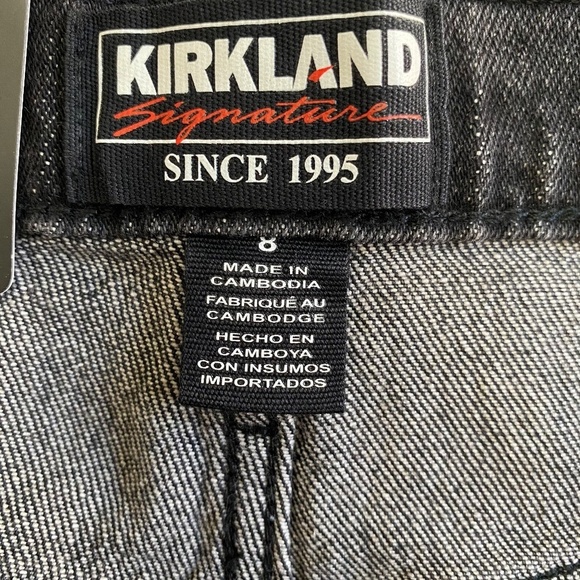 KIRKLAND
Signature
SINCE 1995
8
MADE IN
CAMBODIA
FABRIQUÉ AU
CAMBODGE
HECHO EN
CAMBOYA
CON INSUMOS
IMPORTADOS